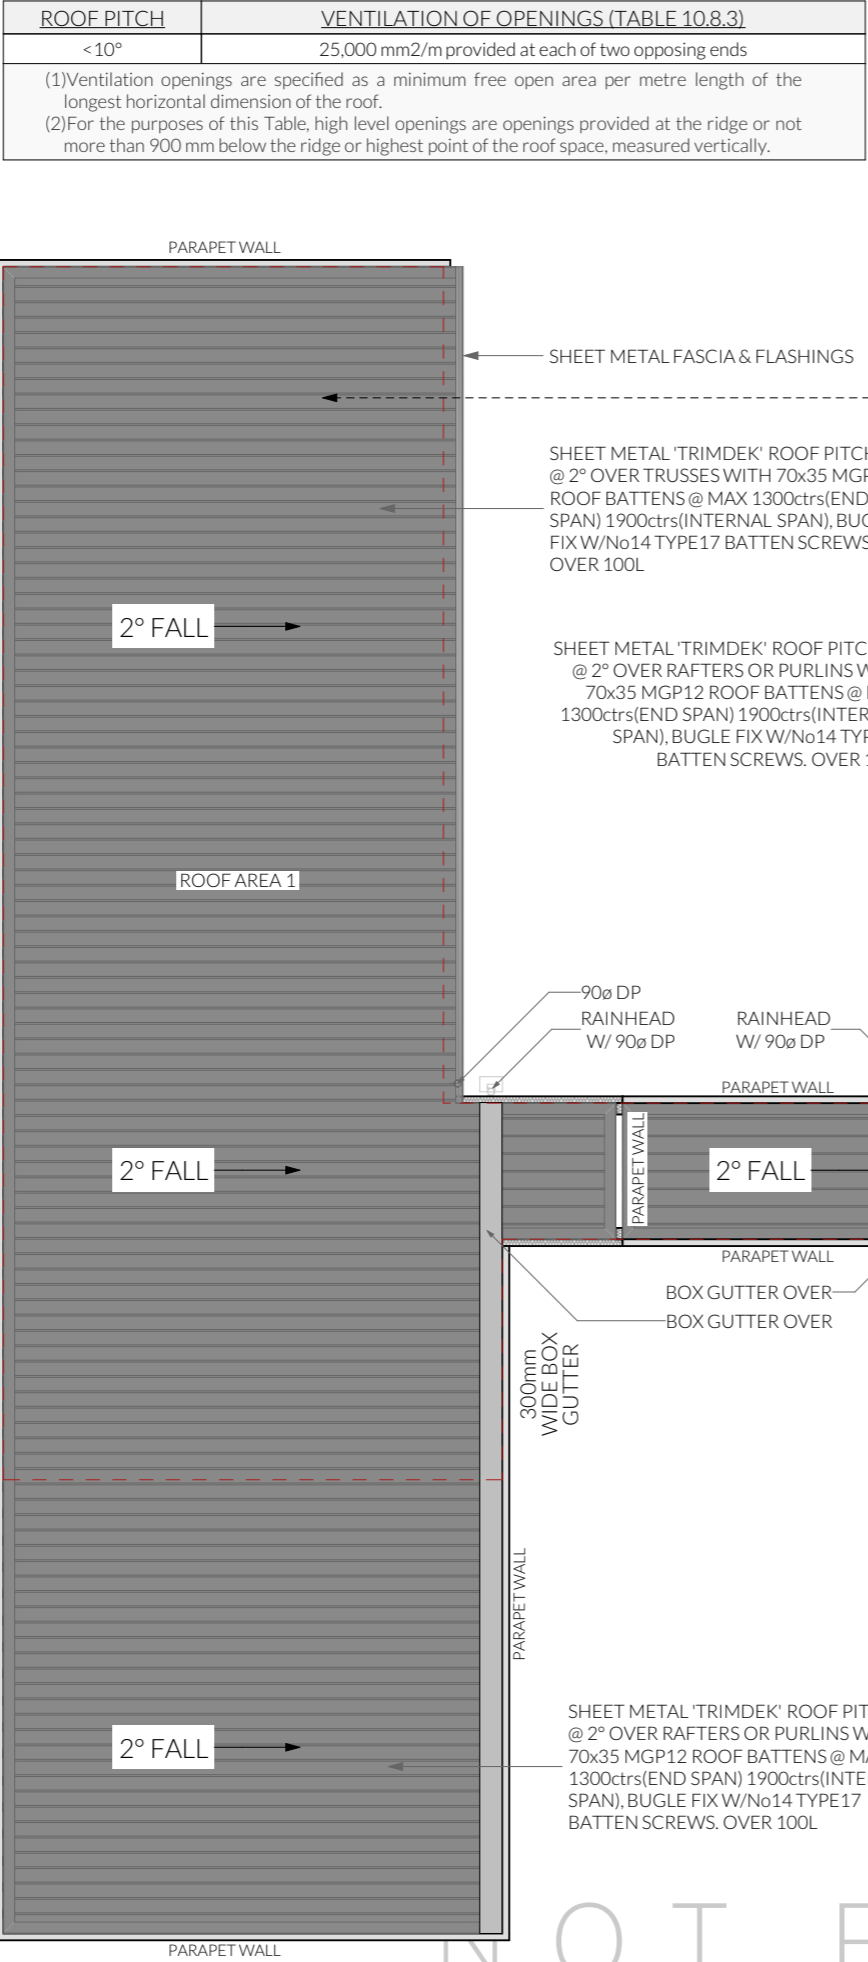 ROOF PITCH
VENTILATION OF OPENINGS (TABLE 10.8.3)
<10°
25,000 mm2/m provided at each of two opposing ends
(1)Ventilation openings are specified as a minimum free open area per metre length of the
longest horizontal dimension of the roof.
(2)For the purposes of this Table, high level openings are openings provided at the ridge or not
more than 900 mm below the ridge or highest point of the roof space, measured vertically.
PARAPET WALL
SHEET METAL FASCIA & FLASHINGS
SHEET METAL 'TRIMDEK' ROOF PITCH
@ 2° OVER TRUSSES WITH 70x35 MGP
ROOF BATTENS @ MAX 1300ctrs(END
SPAN) 1900ctrs(INTERNAL SPAN), BUG
FIX W/No14 TYPE17 BATTEN SCREWS
OVER 100L
2° FALL
SHEET METAL 'TRIMDEK' ROOF PITC
@ 2° OVER RAFTERS OR PURLINS W
70x35 MGP12 ROOF BATTENS @
1300ctrs(END SPAN) 1900ctrs(INTER
SPAN), BUGLE FIX W/No14 TYP
BATTEN SCREWS. OVER 1
ROOF AREA 1
90ø DP
RAINHEAD
W/ 90ø DP
RAINHEAD
W/ 90ø DP
PARAPET WALL
PARAPET WALL
2° FALL
2° FALL
PARAPET WALL
BOX GUTTER OVER
BOX GUTTER OVER
300mm
WIDE BOX
GUTTER
PARAPET WALL
SHEET METAL 'TRIMDEK' ROOF PIT
@ 2° OVER RAFTERS OR PURLINS W
70x35 MGP12 ROOF BATTENS @ MA
1300ctrs(END SPAN) 1900ctrs(INTE
SPAN), BUGLE FIX W/No14 TYPE17
BATTEN SCREWS. OVER 100L
2° FALL
PARAPET WALL
NOT F